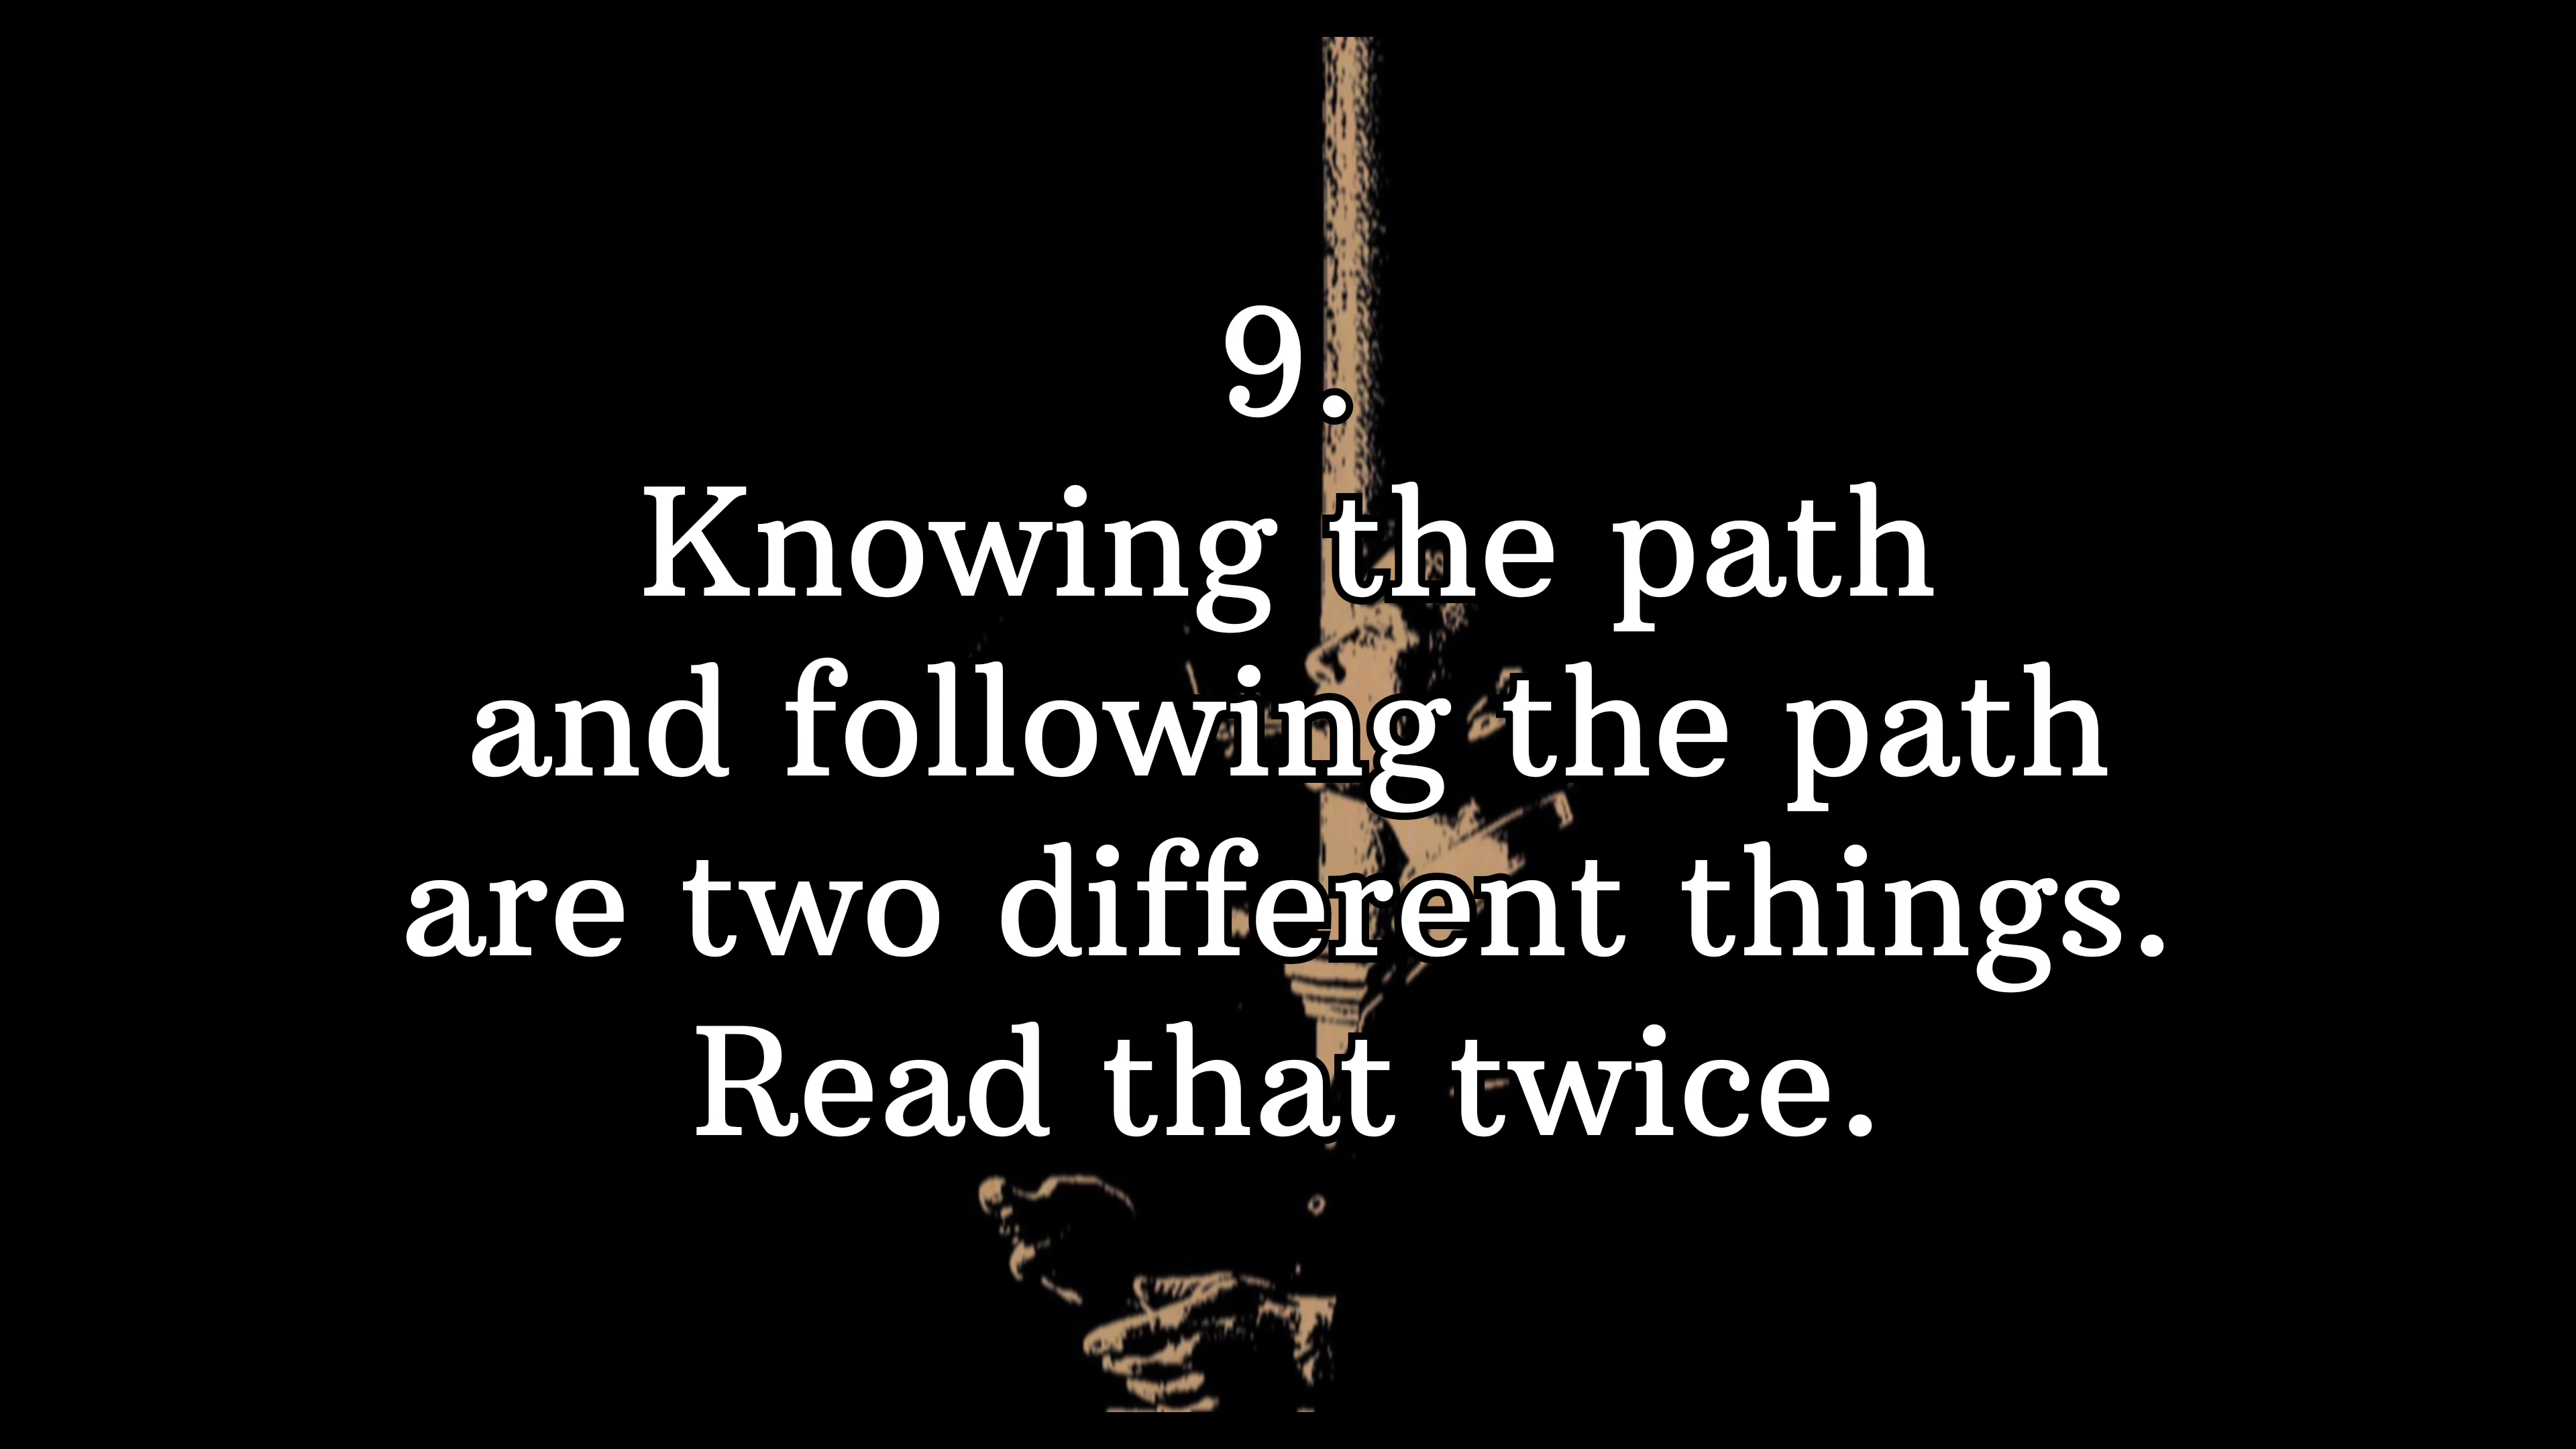 9.
Knowing the path
and following the path
are two different things.
Read that twice.